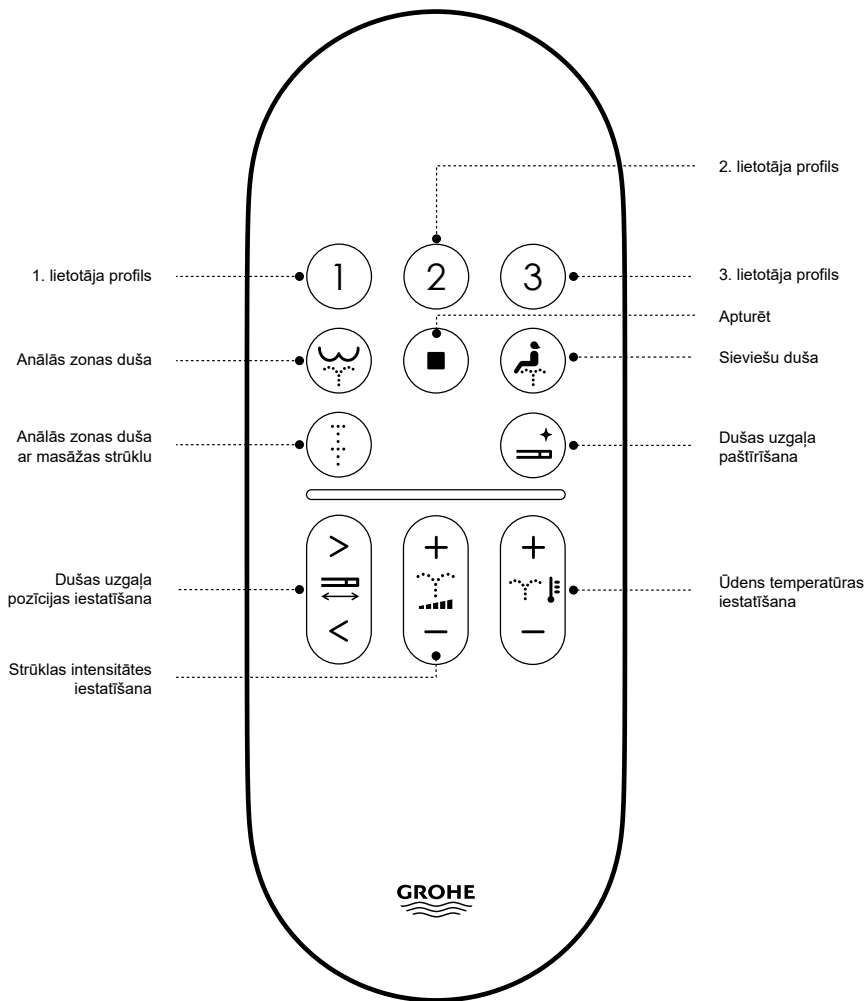 2. lietotāja profils
1. lietotāja profils
1
2
3
3. lietotāja profils
Apturēt
Anālās zonas duša
Sieviešu duša
Anālās zonas duša
ar masāžas strūklu
Dušas uzgaļa
paštīrīšana
>
+
+
Dušas uzgaļa
pozīcijas iestatīšana
Ūdens temperatūras
iestatīšana
<
−
−
Strūklas intensitātes
iestatīšana
GROHE